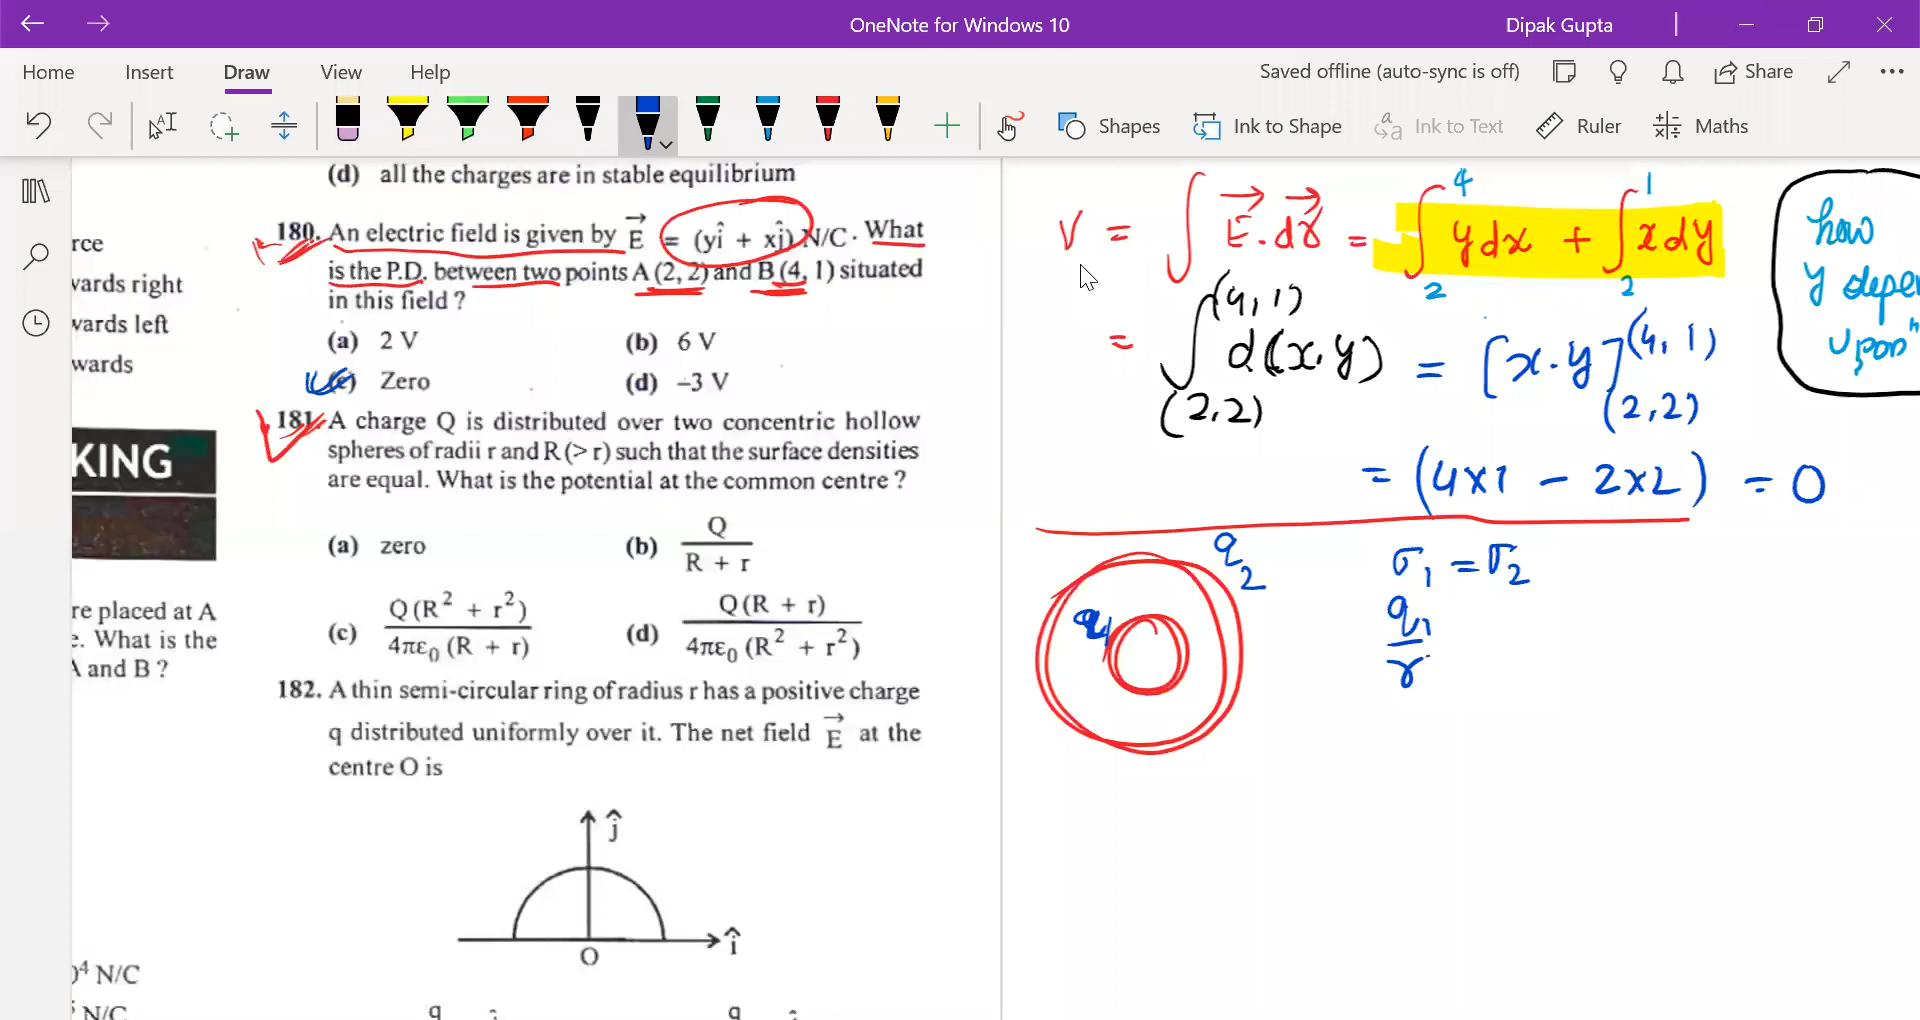 OneNote for Windows 10
Dipak Gupta
Home Insert Draw View Help
Saved offline (auto-sync is off)
Share
Shapes
Ink to Shape
Ink to Text
Ruler
Maths
rce
wards right
wards left
wards
KING
re placed at A
e. What is the
A and B ?
)⁴ N/C
N/C
(d) all the charges are in stable equilibrium
180. An electric field is given by E⃗ = (yî + xĵ) N/C. What
is the P.D. between two points A (2, 2) and B (4, 1) situated
in this field ?
(a) 2 V (b) 6 V
(c) Zero (d) –3 V
181. A charge Q is distributed over two concentric hollow
spheres of radii r and R (> r) such that the surface densities
are equal. What is the potential at the common centre ?
(a) zero (b) Q / R + r
(c) Q (R² + r²) / 4πε₀ (R + r) (d) Q (R + r) / 4πε₀ (R² + r²)
182. A thin semi-circular ring of radius r has a positive charge
q distributed uniformly over it. The net field E⃗ at the
centre O is
ĵ
î
O
q q
V = ∫ E⃗. dr⃗ = ∫₂⁴ y dx + ∫₂¹ x dy
= ∫₍₂,₂₎⁽⁴,¹⁾ d(x.y) = [x.y]₍₂,₂₎⁽⁴,¹⁾
= (4x1 – 2x2) = 0
how
y depe
upon
q₂
q₁
σ₁ = σ₂
q₁ / r